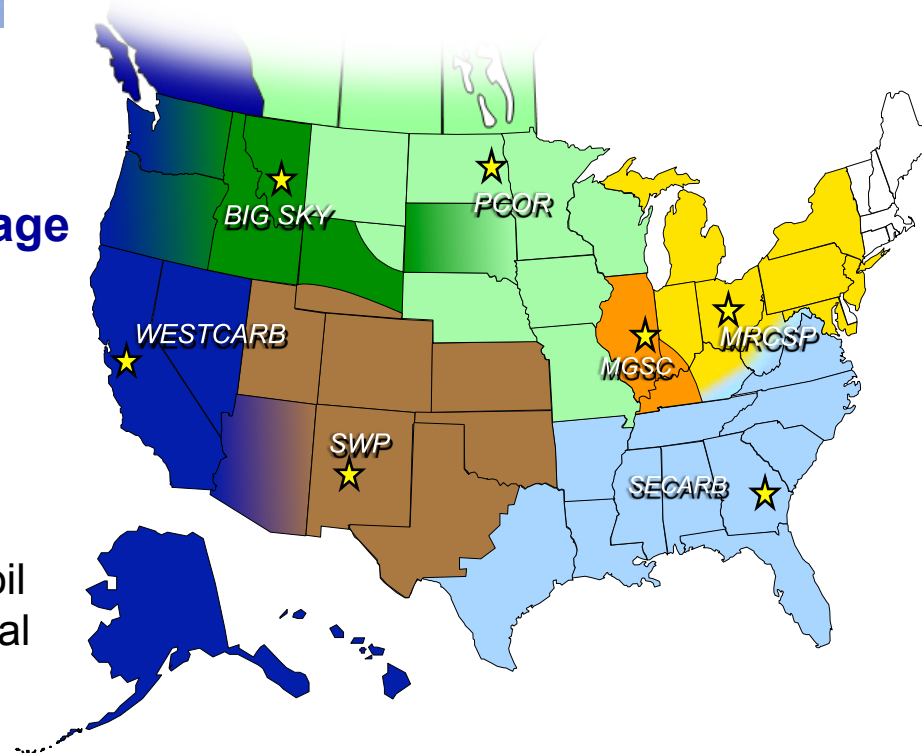 age
BIG SKY
PCOR
WESTCARB
MRCSP
MGSC
SWP
SECARB
oil
al